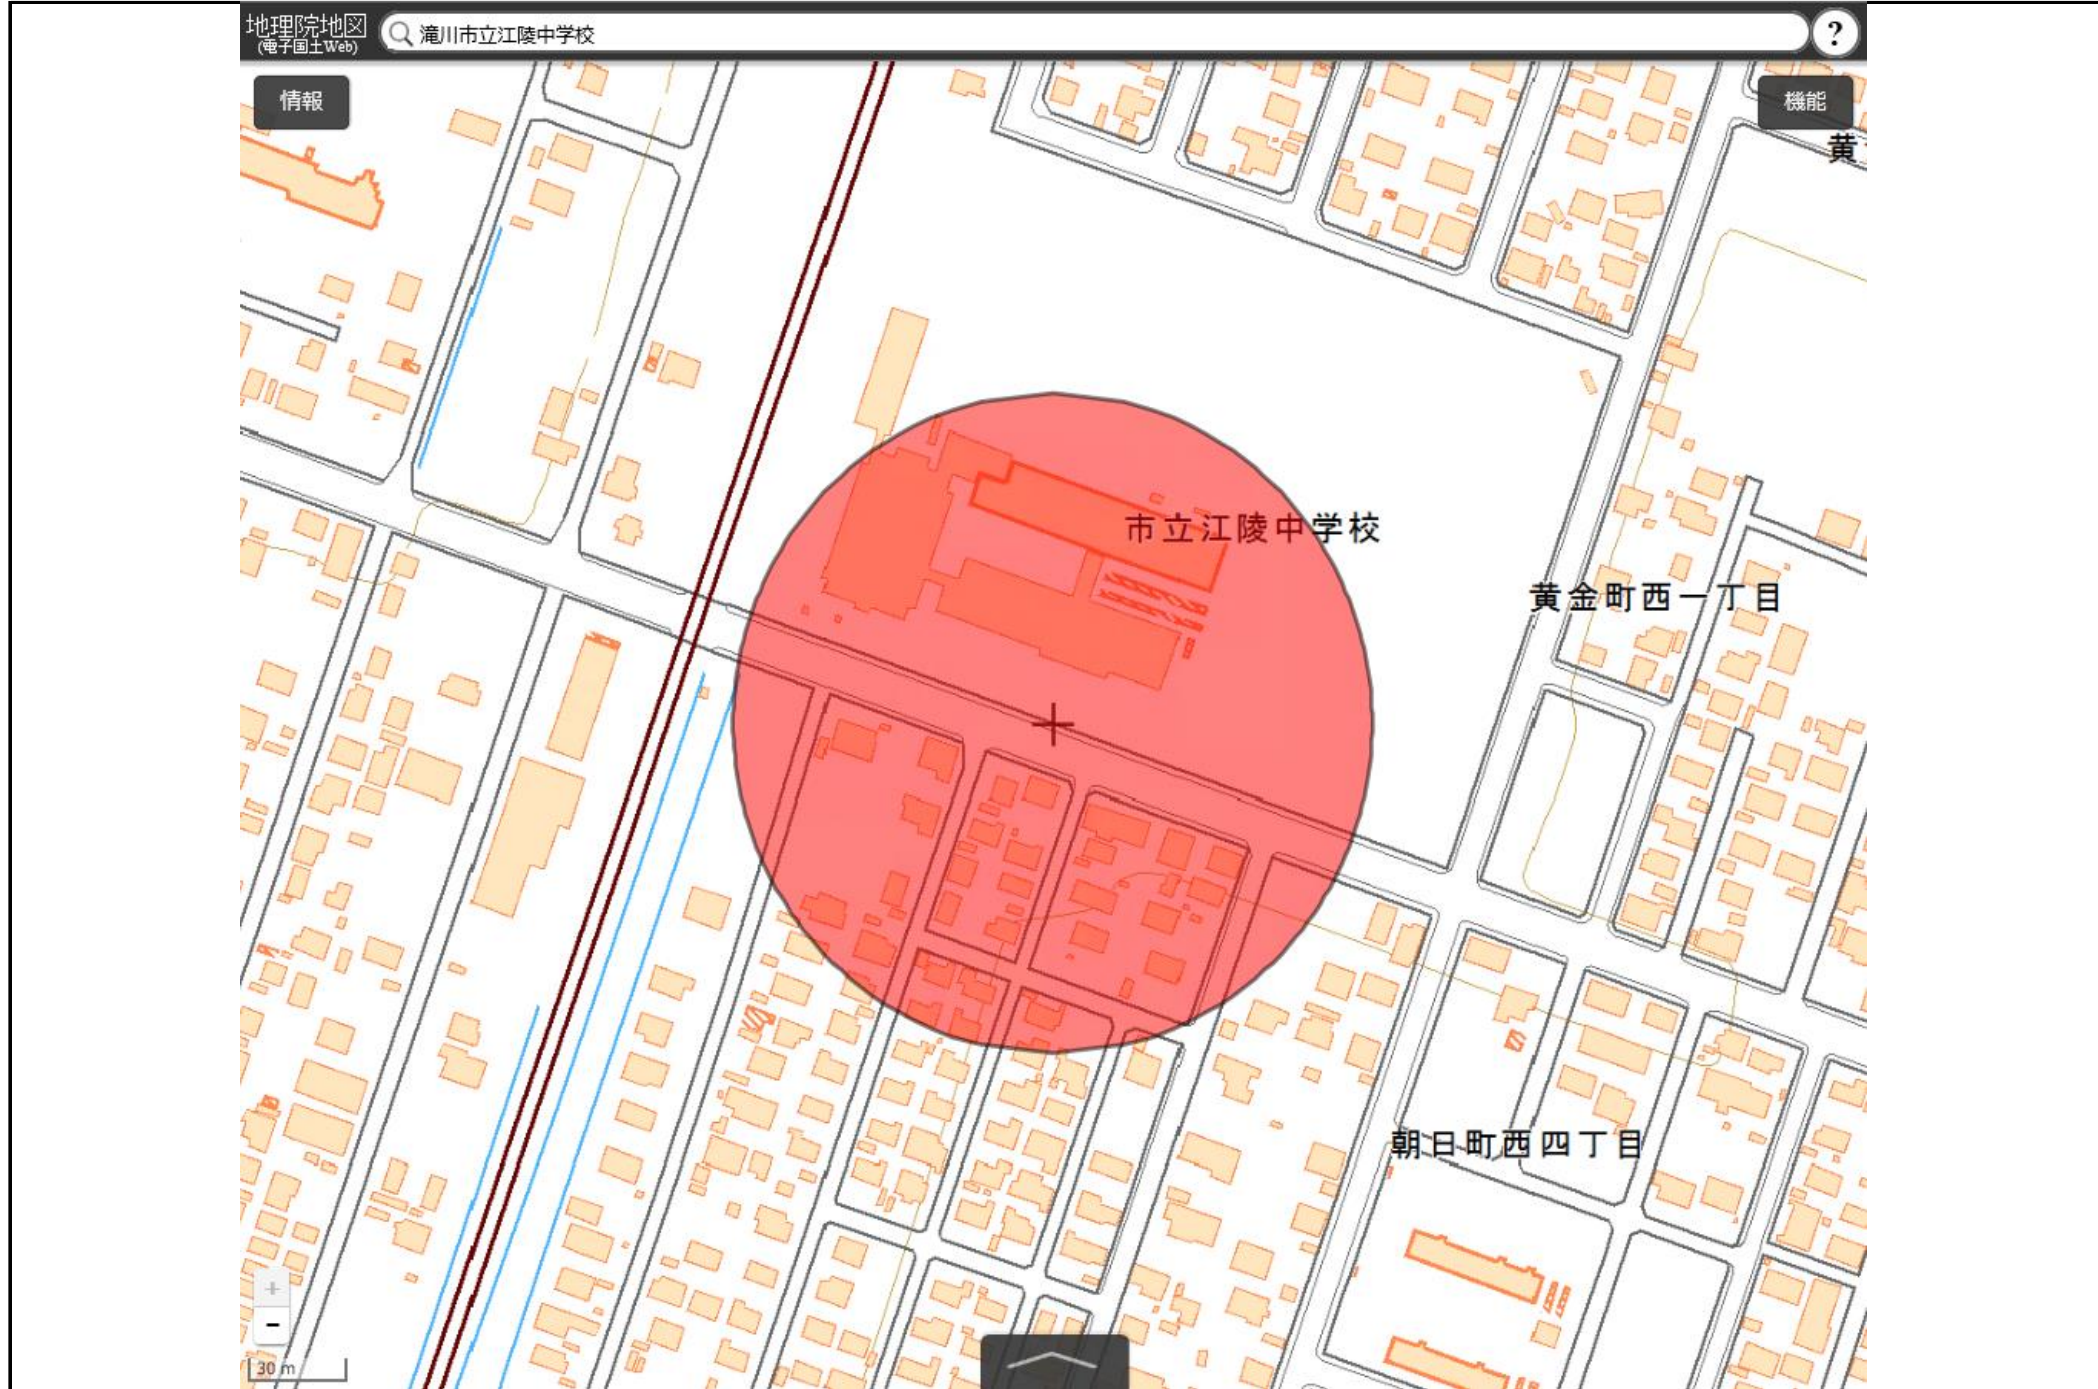 地理院地図
(電子国土Web)
滝川市立江陵中学校
?
情報
機能
黄
市立江陵中学校
黄金町西一丁目
朝日町西四丁目
+
−
30 m